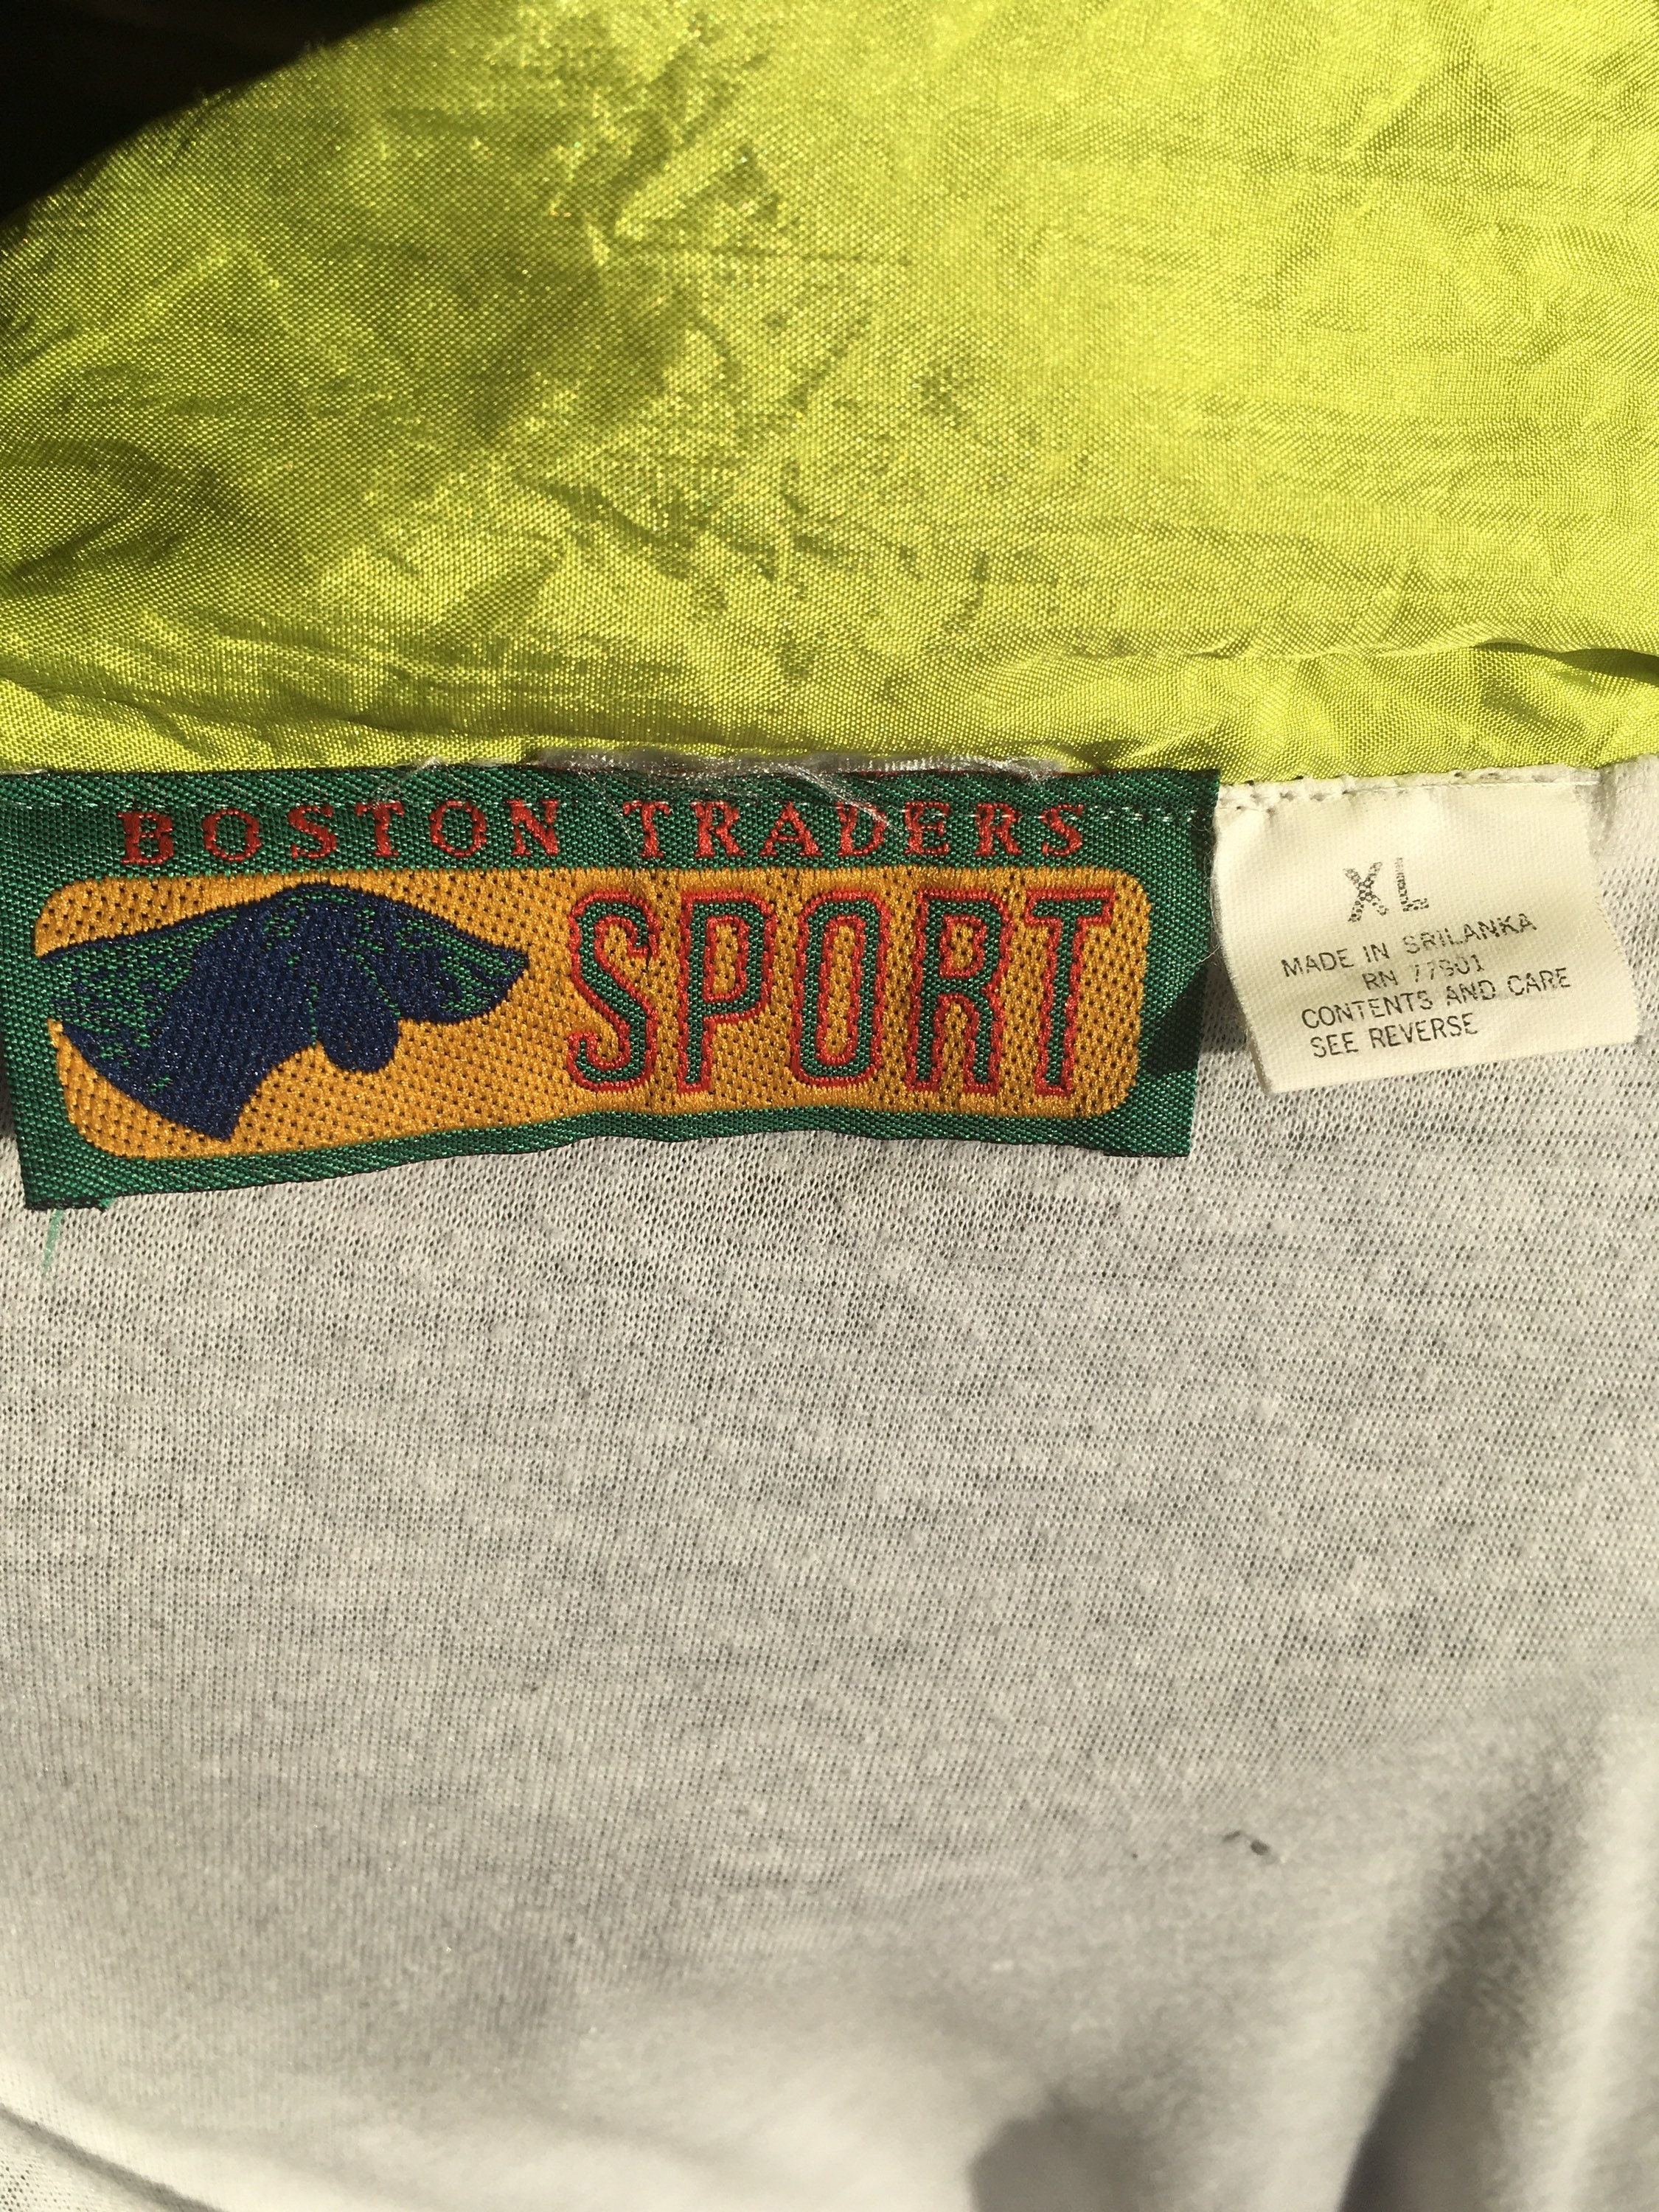 BOSTON TRADERS
SPORT
XL
MADE IN SRILANKA
RN 77901
CONTENTS AND CARE
SEE REVERSE